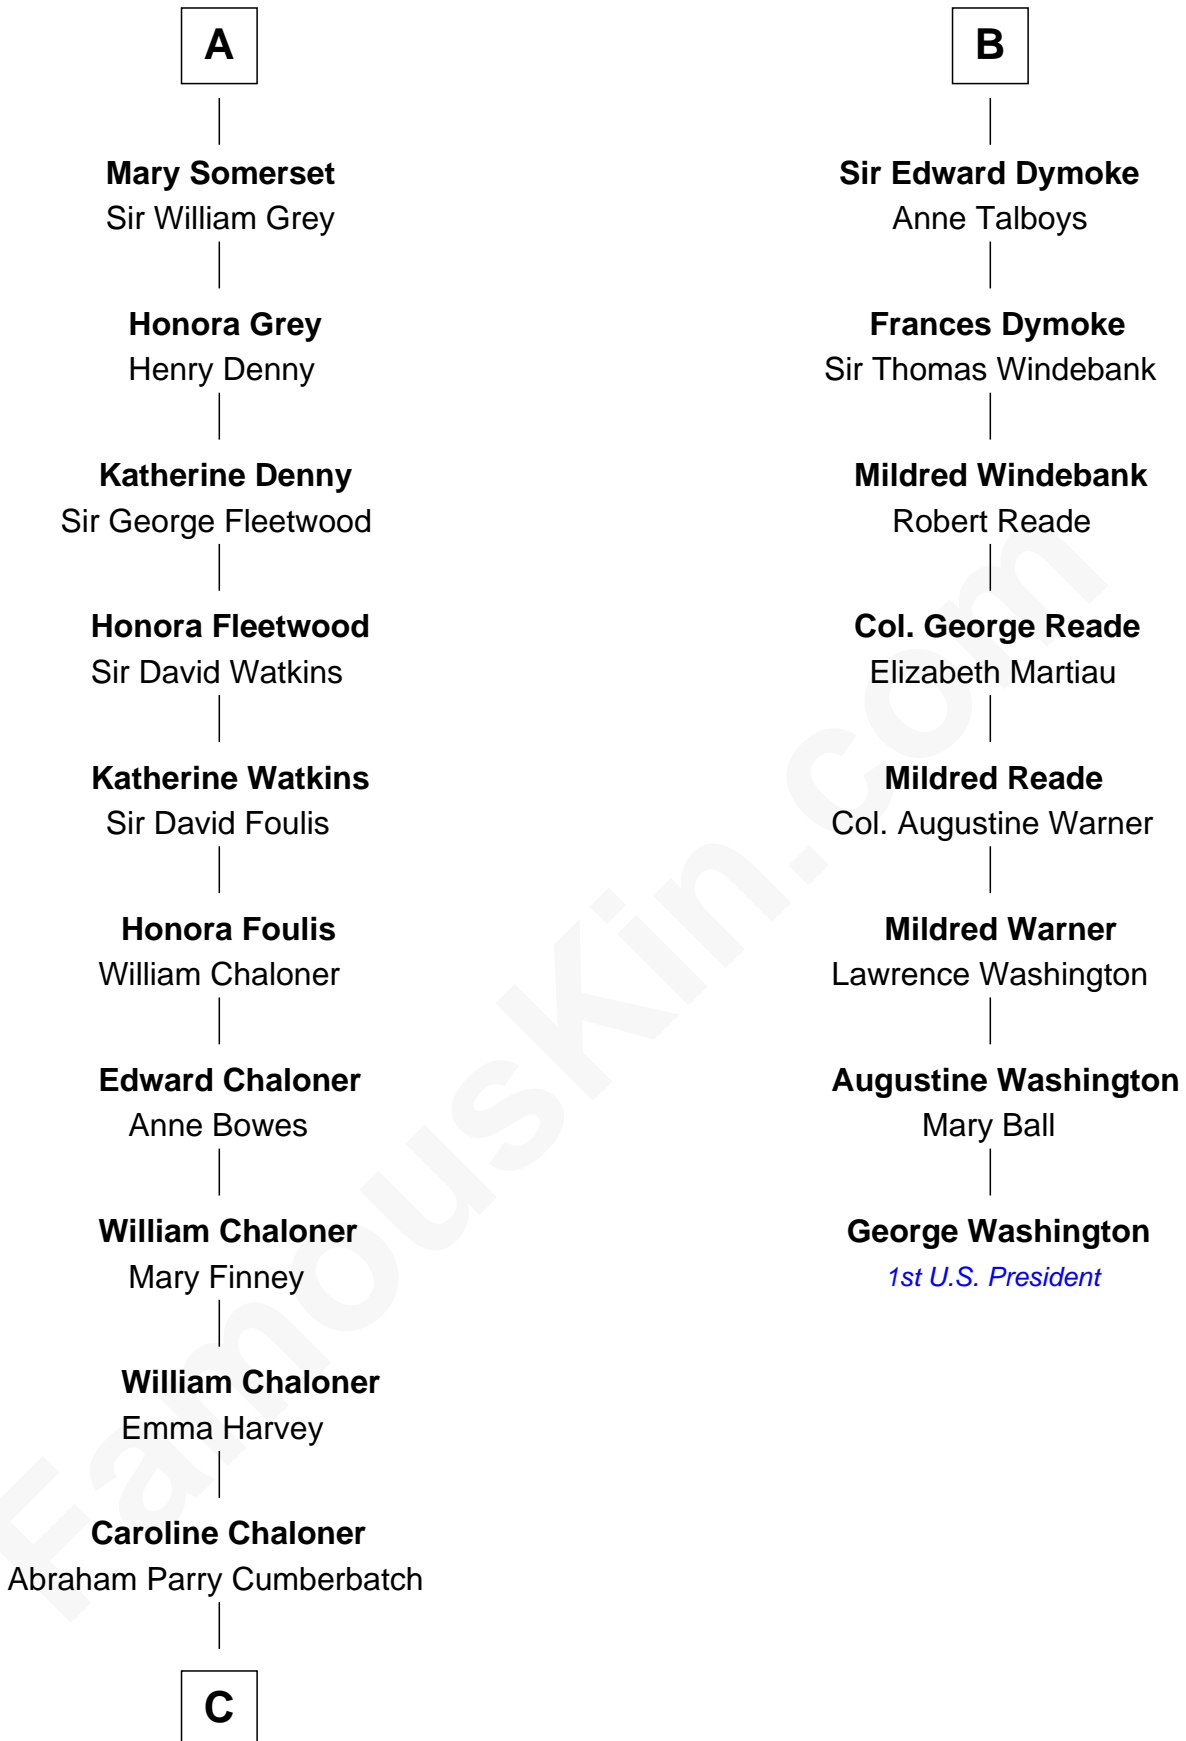 A
Mary Somerset
Sir William Grey
Honora Grey
Henry Denny
Katherine Denny
Sir George Fleetwood
Honora Fleetwood
Sir David Watkins
Katherine Watkins
Sir David Foulis
Honora Foulis
William Chaloner
Edward Chaloner
Anne Bowes
William Chaloner
Mary Finney
William Chaloner
Emma Harvey
Caroline Chaloner
Abraham Parry Cumberbatch
C
B
Sir Edward Dymoke
Anne Talboys
Frances Dymoke
Sir Thomas Windebank
Mildred Windebank
Robert Reade
Col. George Reade
Elizabeth Martiau
Mildred Reade
Col. Augustine Warner
Mildred Warner
Lawrence Washington
Augustine Washington
Mary Ball
George Washington
1st U.S. President
FamousKin.com